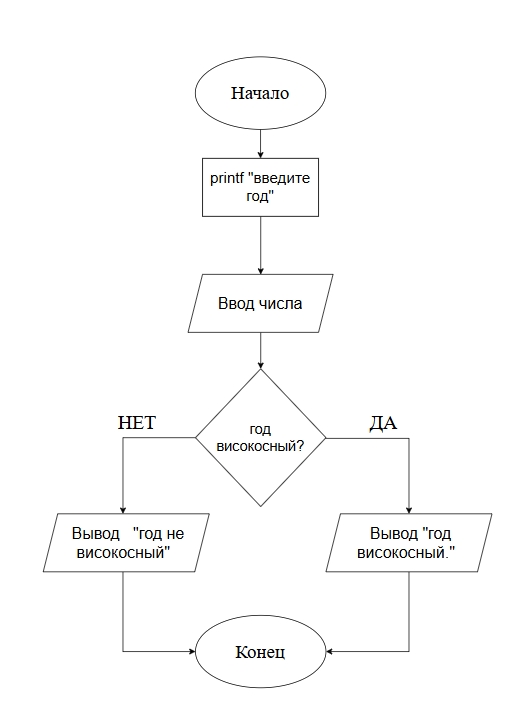 Начало
printf "введите
год"
Ввод числа
год
високосный?
НЕТ
ДА
Вывод "год не
високосный"
Вывод "год
високосный."
Конец